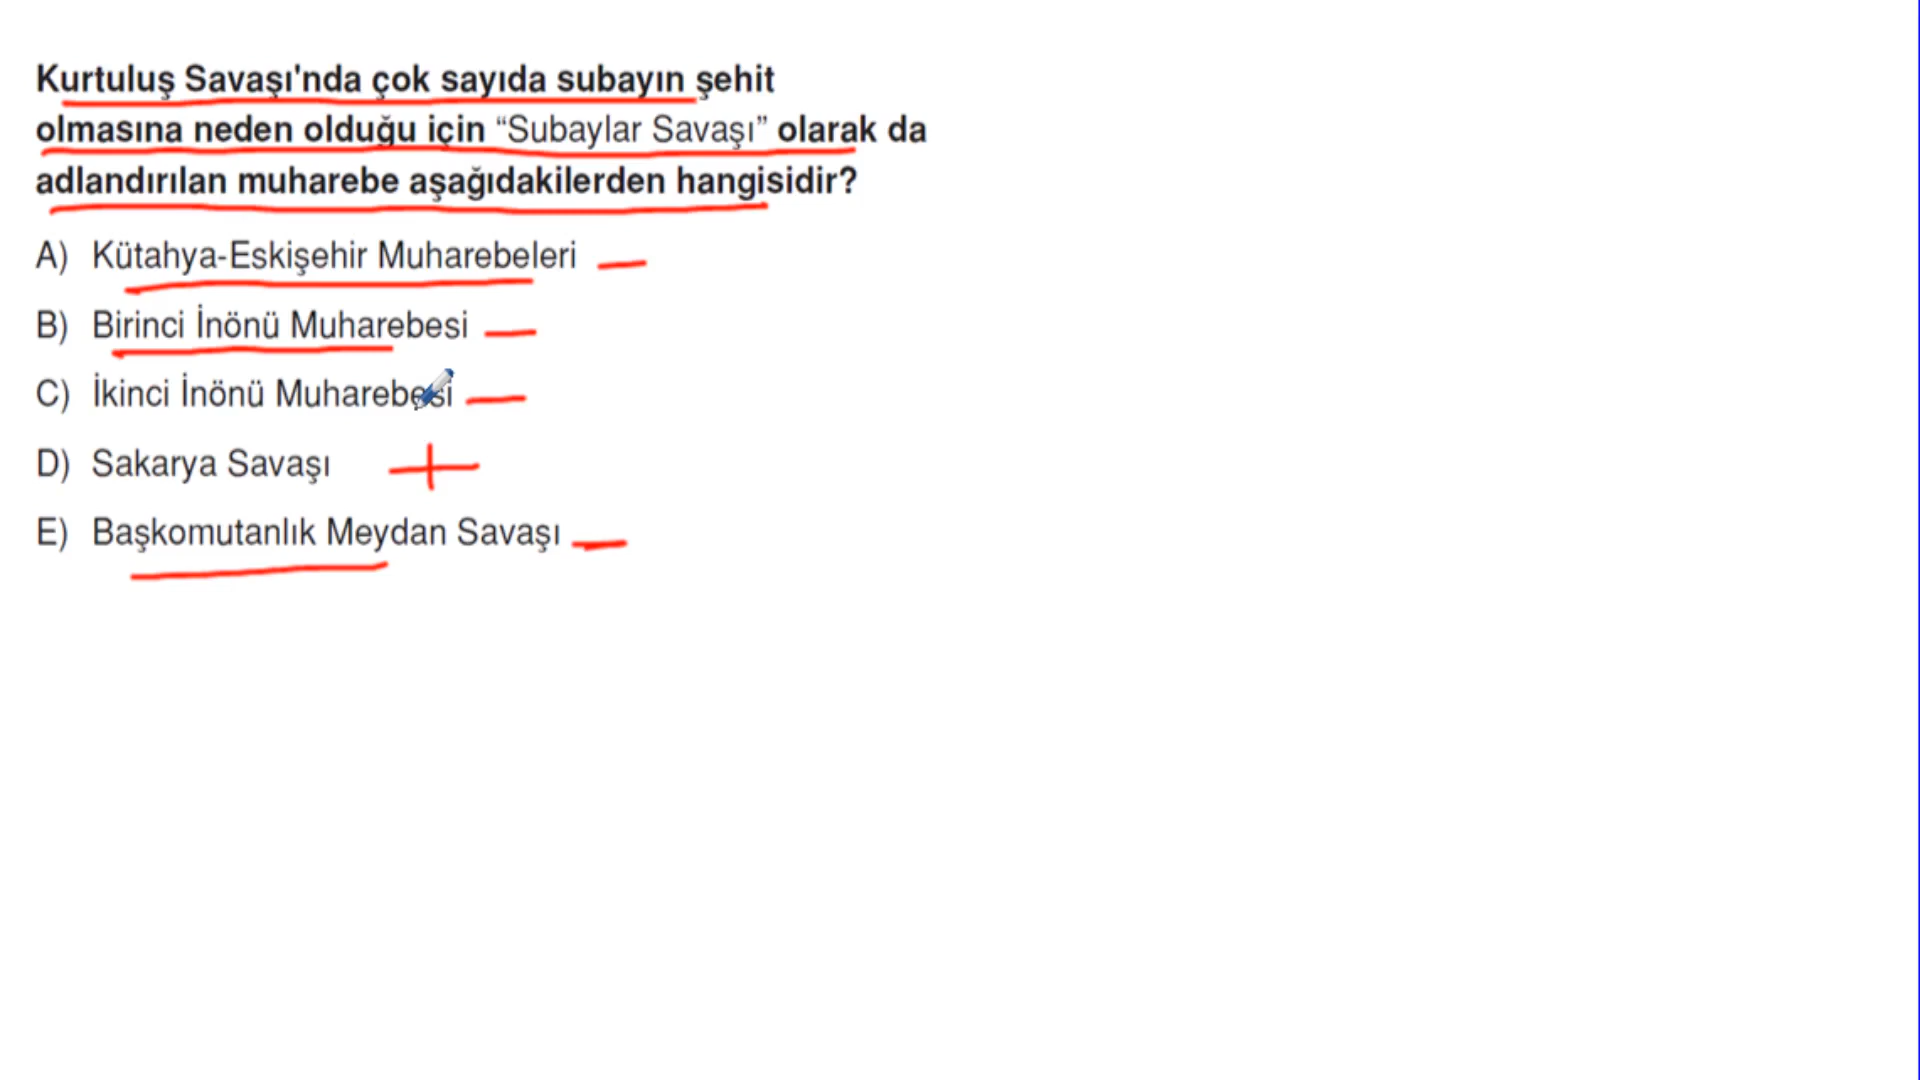 Kurtuluş Savaşı'nda çok sayıda subayın şehit
olmasına neden olduğu için “Subaylar Savaşı” olarak da
adlandırılan muharebe aşağıdakilerden hangisidir?
A) Kütahya-Eskişehir Muharebeleri
B) Birinci İnönü Muharebesi
C) İkinci İnönü Muharebesi
D) Sakarya Savaşı
E) Başkomutanlık Meydan Savaşı